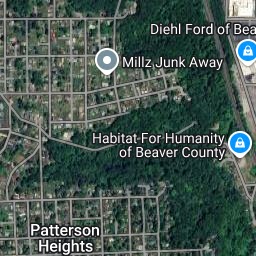 Diehl Ford of Bea
Millz Junk Away
Habitat For Humanity
of Beaver County
Patterson
Heights